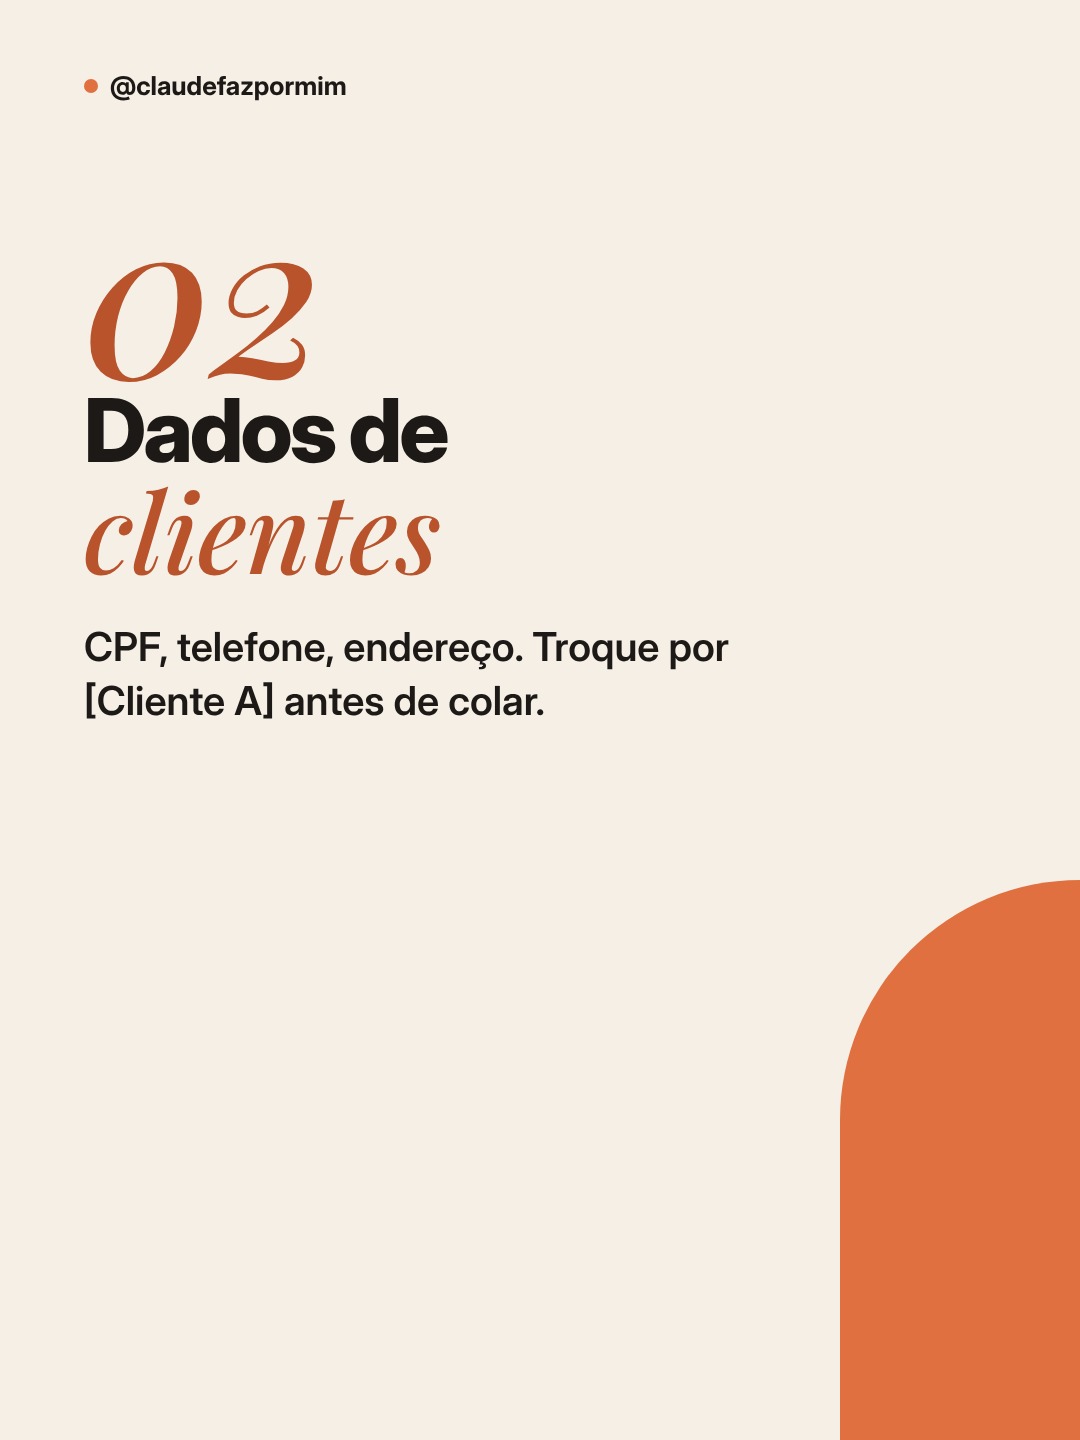 @claudefazpormim
02
Dados de
clientes
CPF, telefone, endereço. Troque por
[Cliente A] antes de colar.